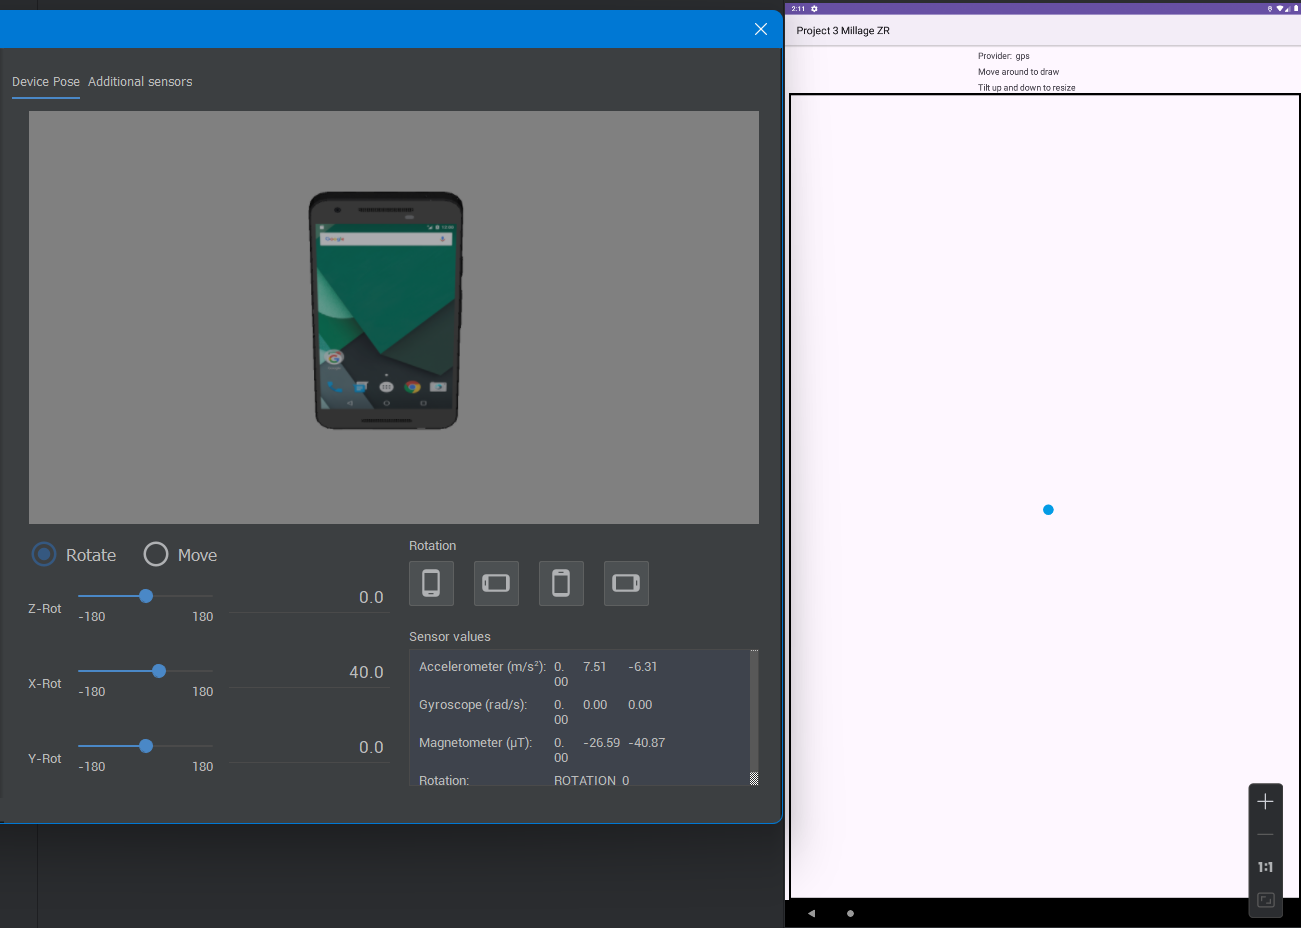 Device Pose Additional sensors
Google
Rotate Move
Z-Rot
-180 180
0.0
X-Rot
-180 180
40.0
Y-Rot
-180 180
0.0
Rotation
Sensor values
Accelerometer (m/s²): 0.00 7.51 -6.31
Gyroscope (rad/s): 0.00 0.00 0.00
Magnetometer (μT): 0.00 -26.59 -40.87
Rotation: ROTATION 0
2:11
Project 3 Millage ZR
Provider: gps
Move around to draw
Tilt up and down to resize
1:1